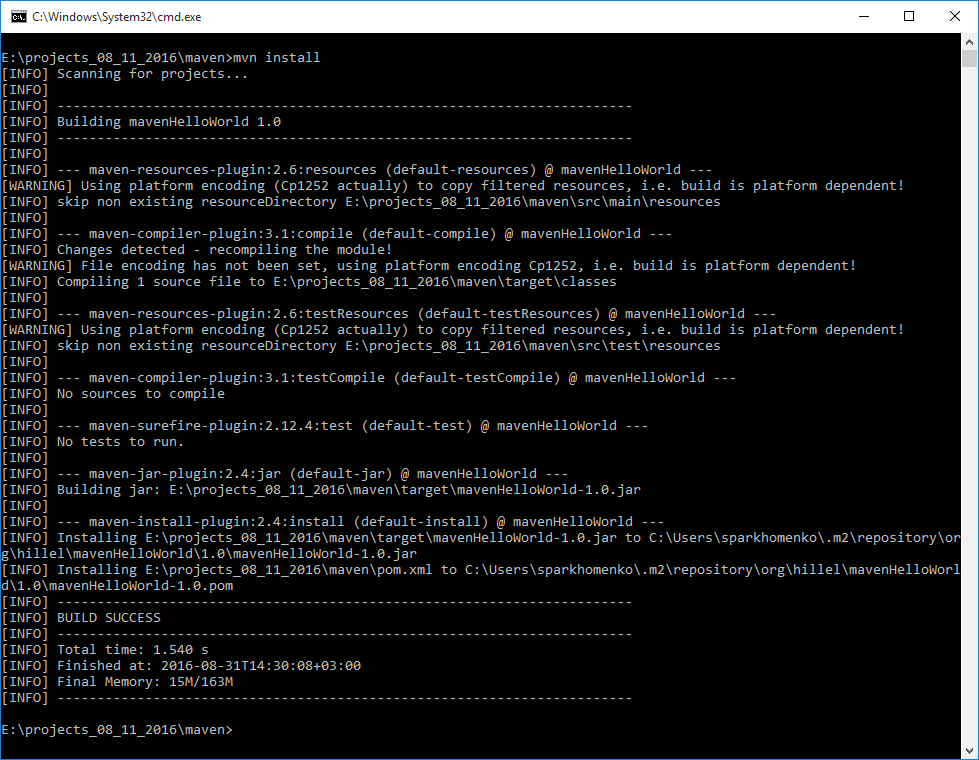 C:\Windows\System32\cmd.exe
E:\projects_08_11_2016\maven>mvn install
[INFO] Scanning for projects...
[INFO]
[INFO] ------------------------------------------------------------------------
[INFO] Building mavenHelloWorld 1.0
[INFO] ------------------------------------------------------------------------
[INFO]
[INFO] --- maven-resources-plugin:2.6:resources (default-resources) @ mavenHelloWorld ---
[WARNING] Using platform encoding (Cp1252 actually) to copy filtered resources, i.e. build is platform dependent!
[INFO] skip non existing resourceDirectory E:\projects_08_11_2016\maven\src\main\resources
[INFO]
[INFO] --- maven-compiler-plugin:3.1:compile (default-compile) @ mavenHelloWorld ---
[INFO] Changes detected - recompiling the module!
[WARNING] File encoding has not been set, using platform encoding Cp1252, i.e. build is platform dependent!
[INFO] Compiling 1 source file to E:\projects_08_11_2016\maven\target\classes
[INFO]
[INFO] --- maven-resources-plugin:2.6:testResources (default-testResources) @ mavenHelloWorld ---
[WARNING] Using platform encoding (Cp1252 actually) to copy filtered resources, i.e. build is platform dependent!
[INFO] skip non existing resourceDirectory E:\projects_08_11_2016\maven\src\test\resources
[INFO]
[INFO] --- maven-compiler-plugin:3.1:testCompile (default-testCompile) @ mavenHelloWorld ---
[INFO] No sources to compile
[INFO]
[INFO] --- maven-surefire-plugin:2.12.4:test (default-test) @ mavenHelloWorld ---
[INFO] No tests to run.
[INFO]
[INFO] --- maven-jar-plugin:2.4:jar (default-jar) @ mavenHelloWorld ---
[INFO] Building jar: E:\projects_08_11_2016\maven\target\mavenHelloWorld-1.0.jar
[INFO]
[INFO] --- maven-install-plugin:2.4:install (default-install) @ mavenHelloWorld ---
[INFO] Installing E:\projects_08_11_2016\maven\target\mavenHelloWorld-1.0.jar to C:\Users\sparkhomenko\.m2\repository\or
g\hillel\mavenHelloWorld\1.0\mavenHelloWorld-1.0.jar
[INFO] Installing E:\projects_08_11_2016\maven\pom.xml to C:\Users\sparkhomenko\.m2\repository\org\hillel\mavenHelloWorl
d\1.0\mavenHelloWorld-1.0.pom
[INFO] ------------------------------------------------------------------------
[INFO] BUILD SUCCESS
[INFO] ------------------------------------------------------------------------
[INFO] Total time: 1.540 s
[INFO] Finished at: 2016-08-31T14:30:08+03:00
[INFO] Final Memory: 15M/163M
[INFO] ------------------------------------------------------------------------
E:\projects_08_11_2016\maven>